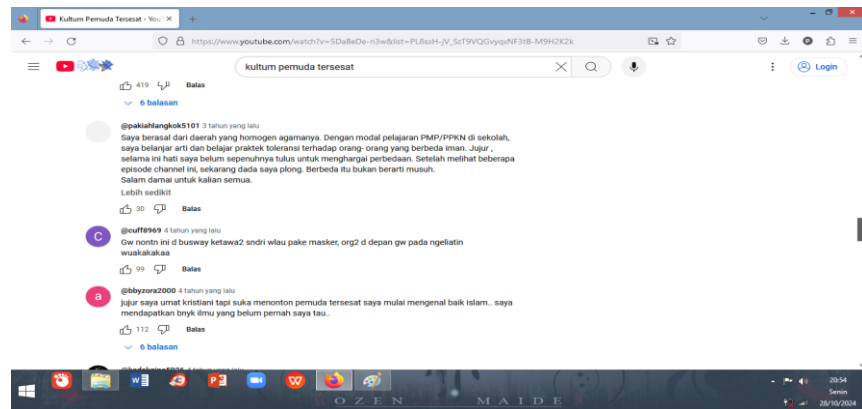 Kultum Pemuda Tersesat - You
https://www.youtube.com/watch?v=SDaBeDe-n3w&list=PLBsxH-jV_SzT9VQGvyqxNF3tB-M9H2K2k
kultum pemuda tersesat
Login
419 Balas
6 balasan
@pakiahlangkok5101 3 tahun yang lalu
Saya berasal dari daerah yang homogen agamanya. Dengan modal pelajaran PMP/PPKN di sekolah,
saya belanjar arti dan belajar praktek toleransi terhadap orang- orang yang berbeda iman. Jujur ,
selama ini hati saya belum sepenuhnya tulus untuk menghargai perbedaan. Setelah melihat beberapa
episode channel ini, sekarang dada saya plong. Berbeda itu bukan berarti musuh.
Salam damai untuk kalian semua.
Lebih sedikit
30 Balas
C
@cuff8969 4 tahun yang lalu
Gw nontn ini d busway ketawa2 sndri wlau pake masker, org2 d depan gw pada ngeliatin
wuakakakaa
99 Balas
a
@bbyzora2000 4 tahun yang lalu
jujur saya umat kristiani tapi suka menonton pemuda tersesat saya mulai mengenal baik islam.. saya
mendapatkan bnyk ilmu yang belum pernah saya tau..
112 Balas
6 balasan
ROZEN MAIDEN
20:54
Senin
28/10/2024